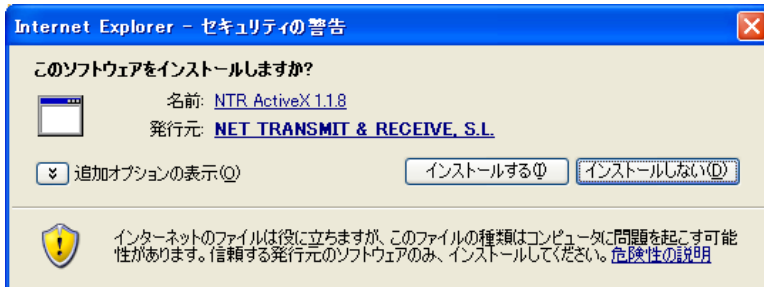 Internet Explorer - セキュリティの警告
このソフトウェアをインストールしますか?
名前: NTR ActiveX 1.1.8
発行元: NET TRANSMIT & RECEIVE, S.L.
追加オプションの表示(O) インストールする(I) インストールしない(D)
インターネットのファイルは役に立ちますが、このファイルの種類はコンピュータに問題を起こす可能
性があります。信頼する発行元のソフトウェアのみ、インストールしてください。危険性の説明